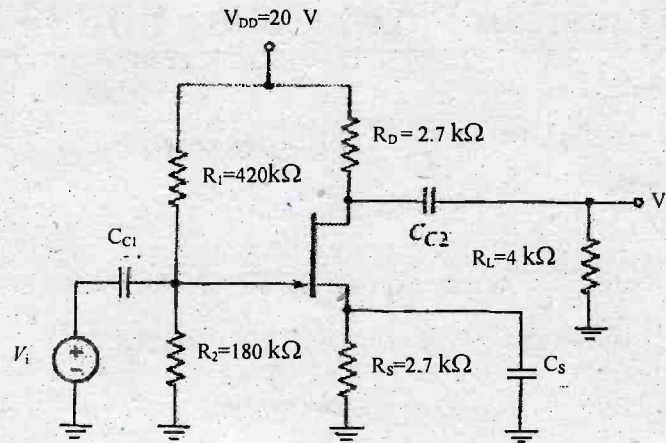 V_DD=20 V
R_D = 2.7 kΩ
R_1=420kΩ
C_C1
C_C2
V
R_L=4 kΩ
V_i
R_2=180 kΩ
R_S=2.7 kΩ
C_S
+
−